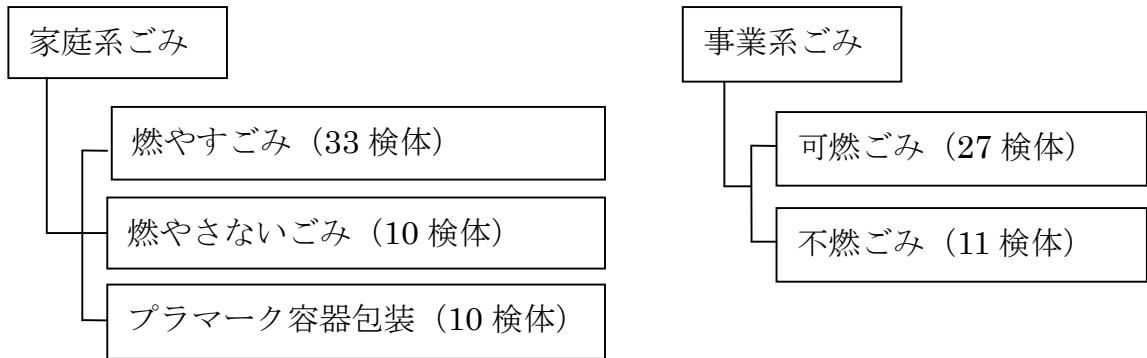 家庭系ごみ
燃やすごみ（33 検体）
燃やさないごみ（10 検体）
プラマーク容器包装（10 検体）
事業系ごみ
可燃ごみ（27 検体）
不燃ごみ（11 検体）